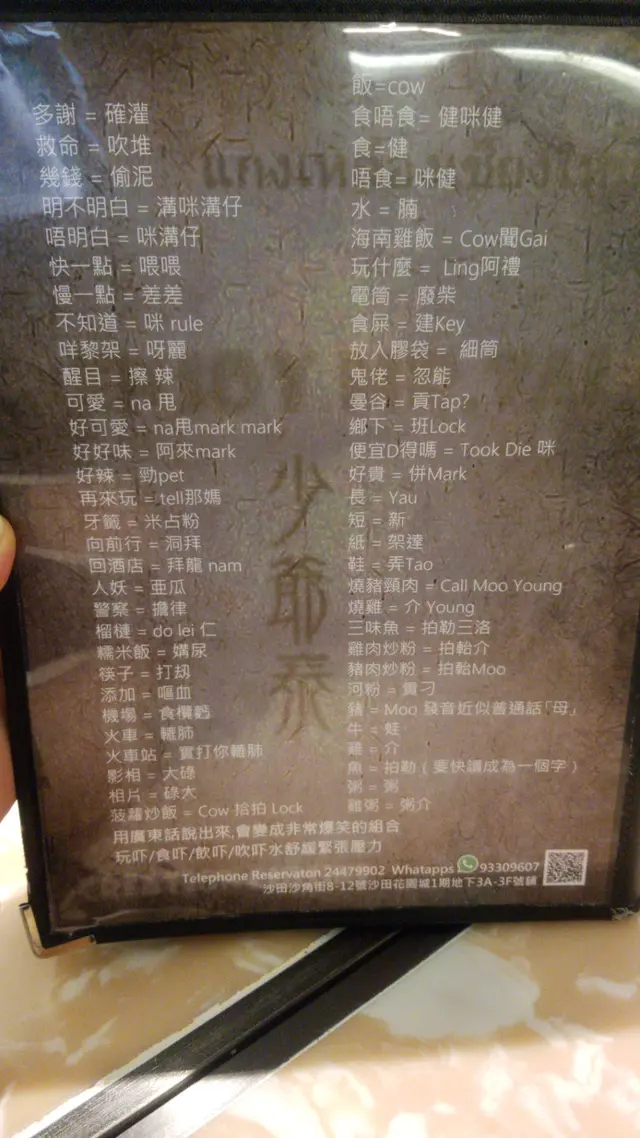 多謝 = 確灌
救命 = 吹堆
幾錢 = 偷泥
明不明白 = 溝咪溝仔
唔明白 = 咪溝仔
快一點 = 喂喂
慢一點 = 差差
不知道 = 咪 rule
咩黎架 = 呀麗
醒目 = 擦 辣
可愛 = na 甩
好可愛 = na甩mark mark
好好味 = 阿來mark
好辣 = 勁pet
再來玩 = tell那媽
牙籤 = 米占粉
向前行 = 洞拜
回酒店 = 拜龍 nam
人妖 = 亜瓜
警察 = 擔律
榴槤 = do lei 仁
糯米飯 = 媾尿
筷子 = 打刧
添加 = 嘔血
機場 = 食櫈
火車 = 轆肺
火車站 = 實打你轆肺
影相 = 大碌
相片 = 碌大
菠蘿炒飯 = Cow 拾拍 Lock
用廣東話說出來,會變成非常爆笑的組合
玩吓/食吓/飲吓/吹吓水舒緩緊張壓力
飯=cow
食唔食= 健咪健
食=健
唔食= 咪健
水 = 腩
海南雞飯 = Cow聞Gai
玩什麼 = Ling阿禮
電筒 = 廢柴
食屎 = 建Key
放入膠袋 = 細筒
鬼佬 = 忽能
曼谷 = 貢Tap?
鄉下 = 班Lock
便宜D得嗎 = Took Die 咪
好貴 = 併Mark
長 = Yau
短 = 新
紙 = 架達
鞋 = 弄Tao
燒豬頸肉 = Call Moo Young
燒雞 = 介 Young
三味魚 = 拍勒三洛
雞肉炒粉 = 拍軩介
豬肉炒粉 = 拍軩Moo
河粉 = 貴刁
豬 = Moo 發音近似普通話「母」
牛 = 蛙
雞 = 介
魚 = 拍勒（要快讀成為一個字）
粥 = 粥
雞粥 = 粥介
Telephone Reservaton 24479902 Whatapps 93309607
沙田沙角街8-12號沙田花園城1期地下3A-3F號舖
少爺泰